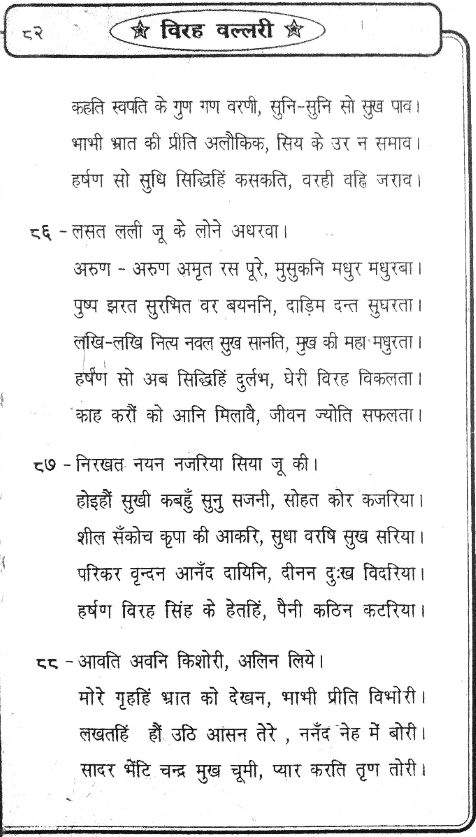 ८२
विरह वल्लरी
कहति स्वपति के गुण गण वरणी, सुनि-सुनि सो सुख पाव।
भाभी भ्रात की प्रीति अलौकिक, सिय के उर न समाव।
हर्षण सो सुधि सिद्धिहिं कसकति, वरही वह्नि जराव।
८६ - लसत लली जू के लोने अधरवा।
अरुण - अरुण अमृत रस पूरे, मुसुकनि मधुर मधुरबा।
पुष्प झरत सुरभित वर बयननि, दाड़िम दन्त सुघरता।
लखि-लखि नित्य नवल सुख सानति, मुख की महा मधुरता।
हर्षण सो अब सिद्धिहिं दुर्लभ, घेरी विरह विकलता।
काह करौं को आनि मिलावै, जीवन ज्योति सफलता।
८७ - निरखत नयन नजरिया सिया जू की।
होइहौं सुखी कबहुँ सुनु सजनी, सोहत कोर कजरिया।
शील सँकोच कृपा की आकरि, सुधा वरषि सुख सरिया।
परिकर वृन्दन आनँद दायिनि, दीनन दुःख विदरिया।
हर्षण विरह सिंह के हेतहिं, पैनी कठिन कटरिया।
८८ - आवति अवनि किशोरी, अलिन लिये।
मोरे गृहहिं भ्रात को देखन, भाभी प्रीति विभोरी।
लखतहिं हौं उठि आसन तेरे , ननँद नेह में बोरी।
सादर भेंटि चन्द्र मुख चूमी, प्यार करति तृण तोरी।